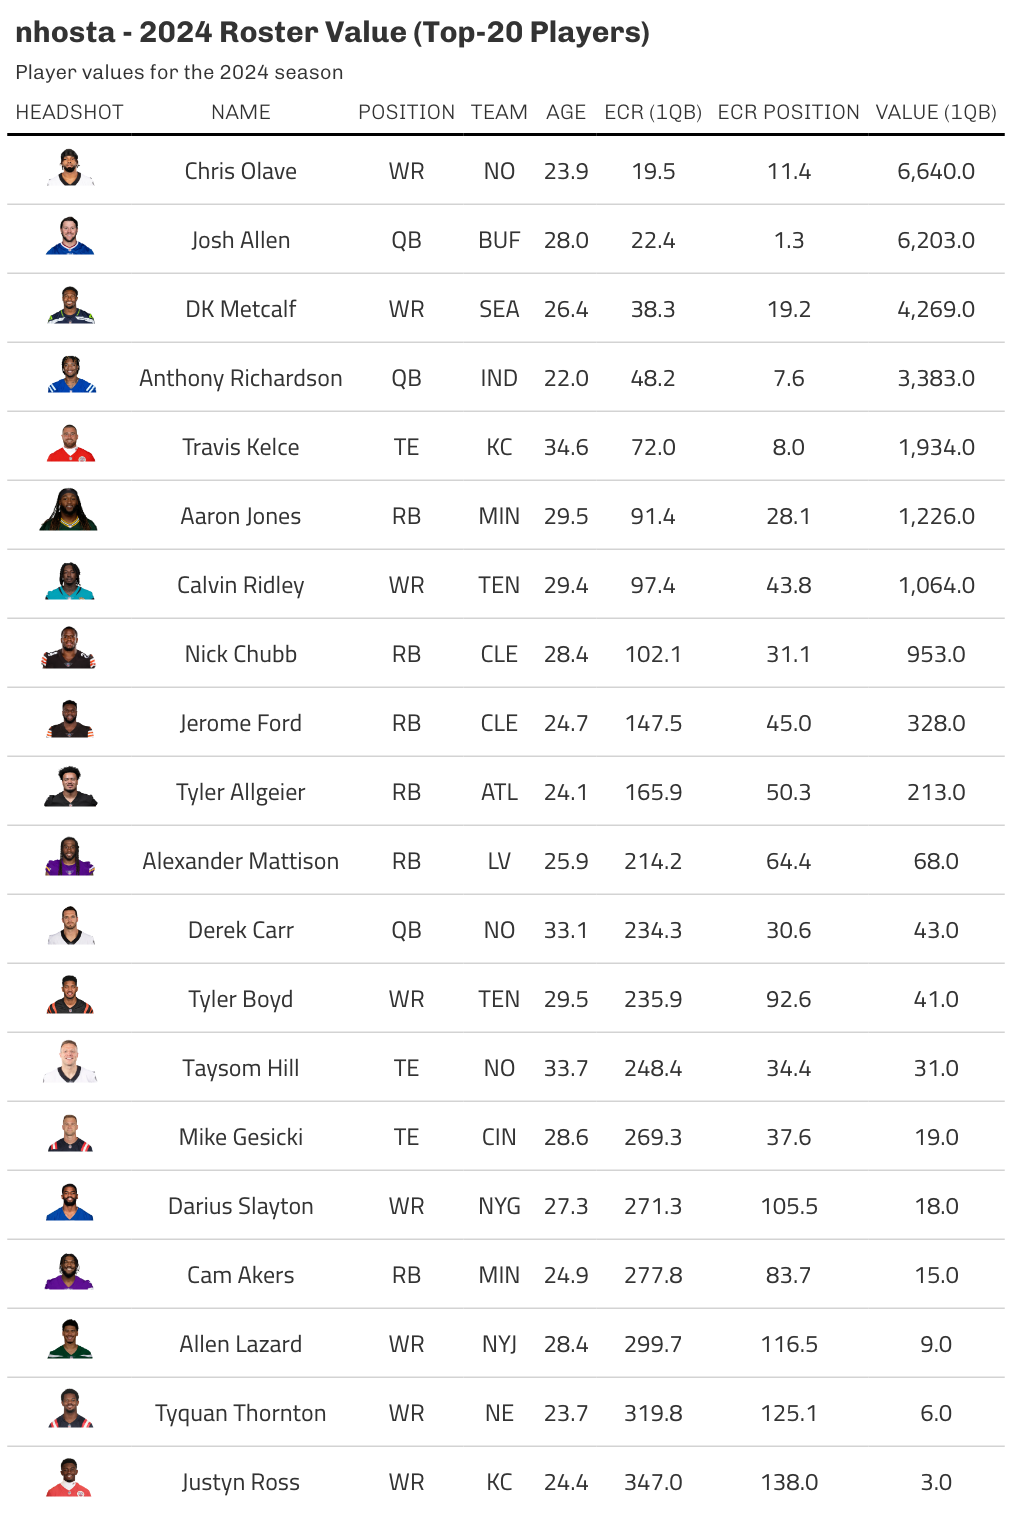 nhosta - 2024 Roster Value (Top-20 Players)
Player values for the 2024 season
HEADSHOT NAME POSITION TEAM AGE ECR (1QB) ECR POSITION VALUE (1QB)
Chris Olave WR NO 23.9 19.5 11.4 6,640.0
Josh Allen QB BUF 28.0 22.4 1.3 6,203.0
DK Metcalf WR SEA 26.4 38.3 19.2 4,269.0
Anthony Richardson QB IND 22.0 48.2 7.6 3,383.0
Travis Kelce TE KC 34.6 72.0 8.0 1,934.0
Aaron Jones RB MIN 29.5 91.4 28.1 1,226.0
Calvin Ridley WR TEN 29.4 97.4 43.8 1,064.0
Nick Chubb RB CLE 28.4 102.1 31.1 953.0
Jerome Ford RB CLE 24.7 147.5 45.0 328.0
Tyler Allgeier RB ATL 24.1 165.9 50.3 213.0
Alexander Mattison RB LV 25.9 214.2 64.4 68.0
Derek Carr QB NO 33.1 234.3 30.6 43.0
Tyler Boyd WR TEN 29.5 235.9 92.6 41.0
Taysom Hill TE NO 33.7 248.4 34.4 31.0
Mike Gesicki TE CIN 28.6 269.3 37.6 19.0
Darius Slayton WR NYG 27.3 271.3 105.5 18.0
Cam Akers RB MIN 24.9 277.8 83.7 15.0
Allen Lazard WR NYJ 28.4 299.7 116.5 9.0
Tyquan Thornton WR NE 23.7 319.8 125.1 6.0
Justyn Ross WR KC 24.4 347.0 138.0 3.0